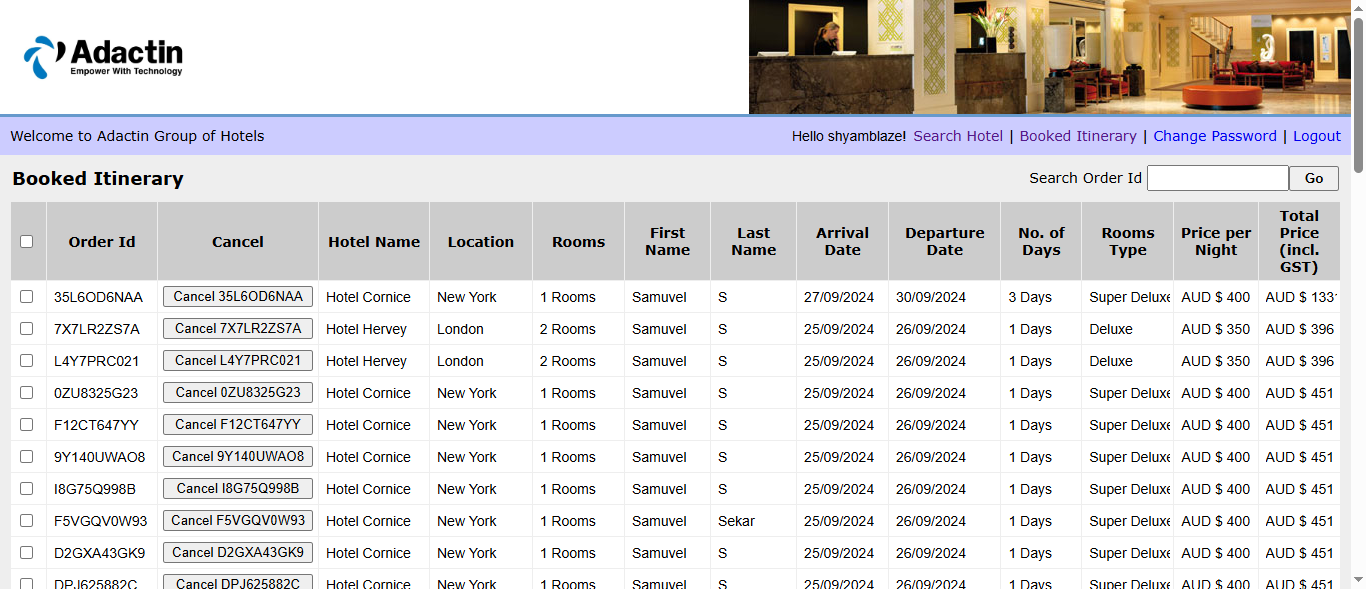 Adactin
Empower With Technology
Welcome to Adactin Group of Hotels
Hello shyamblaze! Search Hotel | Booked Itinerary | Change Password | Logout
Booked Itinerary
Search Order Id Go
Order Id Cancel Hotel Name Location Rooms First Name Last Name Arrival Date Departure Date No. of Days Rooms Type Price per Night Total Price (incl. GST)
35L6OD6NAA Cancel 35L6OD6NAA Hotel Cornice New York 1 Rooms Samuvel S 27/09/2024 30/09/2024 3 Days Super Deluxe AUD $ 400 AUD $ 133
7X7LR2ZS7A Cancel 7X7LR2ZS7A Hotel Hervey London 2 Rooms Samuvel S 25/09/2024 26/09/2024 1 Days Deluxe AUD $ 350 AUD $ 396
L4Y7PRC021 Cancel L4Y7PRC021 Hotel Hervey London 2 Rooms Samuvel S 25/09/2024 26/09/2024 1 Days Deluxe AUD $ 350 AUD $ 396
0ZU8325G23 Cancel 0ZU8325G23 Hotel Cornice New York 1 Rooms Samuvel S 25/09/2024 26/09/2024 1 Days Super Deluxe AUD $ 400 AUD $ 451
F12CT647YY Cancel F12CT647YY Hotel Cornice New York 1 Rooms Samuvel S 25/09/2024 26/09/2024 1 Days Super Deluxe AUD $ 400 AUD $ 451
9Y140UWAO8 Cancel 9Y140UWAO8 Hotel Cornice New York 1 Rooms Samuvel S 25/09/2024 26/09/2024 1 Days Super Deluxe AUD $ 400 AUD $ 451
I8G75Q998B Cancel I8G75Q998B Hotel Cornice New York 1 Rooms Samuvel S 25/09/2024 26/09/2024 1 Days Super Deluxe AUD $ 400 AUD $ 451
F5VGQV0W93 Cancel F5VGQV0W93 Hotel Cornice New York 1 Rooms Samuvel Sekar 25/09/2024 26/09/2024 1 Days Super Deluxe AUD $ 400 AUD $ 451
D2GXA43GK9 Cancel D2GXA43GK9 Hotel Cornice New York 1 Rooms Samuvel S 25/09/2024 26/09/2024 1 Days Super Deluxe AUD $ 400 AUD $ 451
DPJ625882C Cancel DPJ625882C Hotel Cornice New York 1 Rooms Samuvel S 25/09/2024 26/09/2024 1 Days Super Deluxe AUD $ 400 AUD $ 451